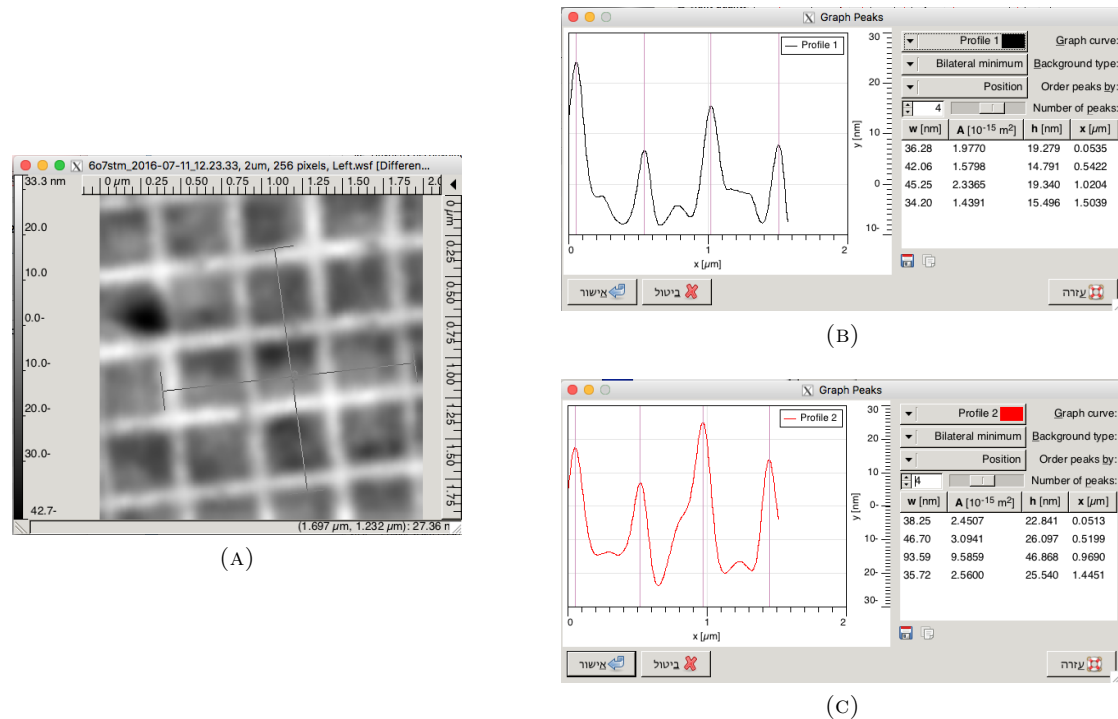 6o7stm_2016-07-11_12.23.33, 2um, 256 pixels, Left.wsf [Differen...
33.3 nm
20.0
10.0
0.0-
10.0-
20.0-
30.0-
42.7-
0 µm 0.25 0.50 0.75 1.00 1.25 1.50 1.75 2.0
0 µm 0.25 0.50 0.75 1.00 1.25 1.50 1.75
(1.697 µm, 1.232 µm): 27.36 n
(A)
Graph Peaks
Profile 1
30
20
10
0
10-
y [nm]
0 1 2
x [µm]
Profile 1 Graph curve:
Bilateral minimum Background type:
Position Order peaks by:
4 Number of peaks:
w [nm] A [10-15 m2] h [nm] x [µm]
36.28 1.9770 19.279 0.0535
42.06 1.5798 14.791 0.5422
45.25 2.3365 19.340 1.0204
34.20 1.4391 15.496 1.5039
אישור ביטול עזרה
(B)
Graph Peaks
Profile 2
30
20
10
0-
10-
20-
30-
y [nm]
0 1 2
x [µm]
Profile 2 Graph curve:
Bilateral minimum Background type:
Position Order peaks by:
4 Number of peaks:
w [nm] A [10-15 m2] h [nm] x [µm]
38.25 2.4507 22.841 0.0513
46.70 3.0941 26.097 0.5199
93.59 9.5859 46.868 0.9690
35.72 2.5600 25.540 1.4451
אישור ביטול עזרה
(C)